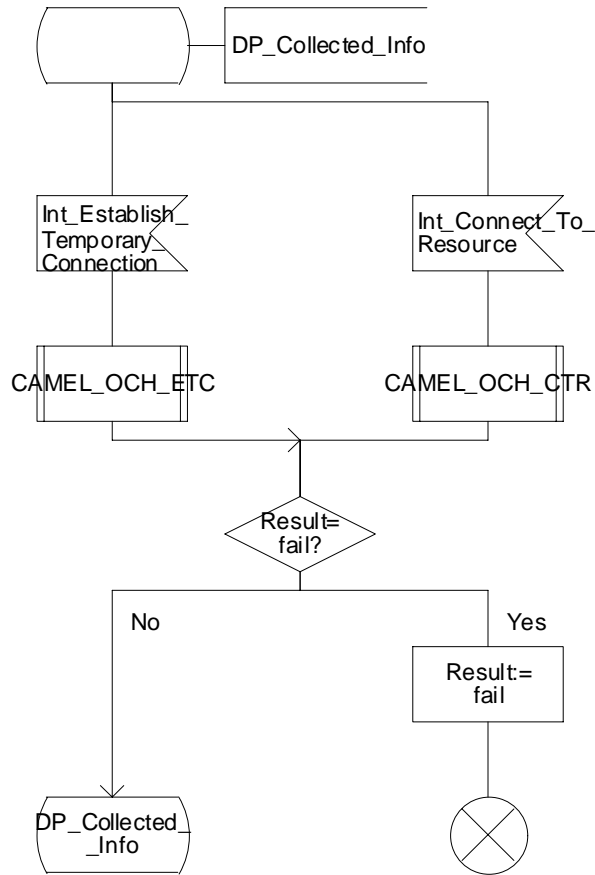 DP_Collected_Info
Int_Establish_
Temporary_
Connection
Int_Connect_To_
Resource
CAMEL_OCH_ETC
CAMEL_OCH_CTR
Result=
fail?
No
Yes
Result:=
fail
DP_Collected_
_Info